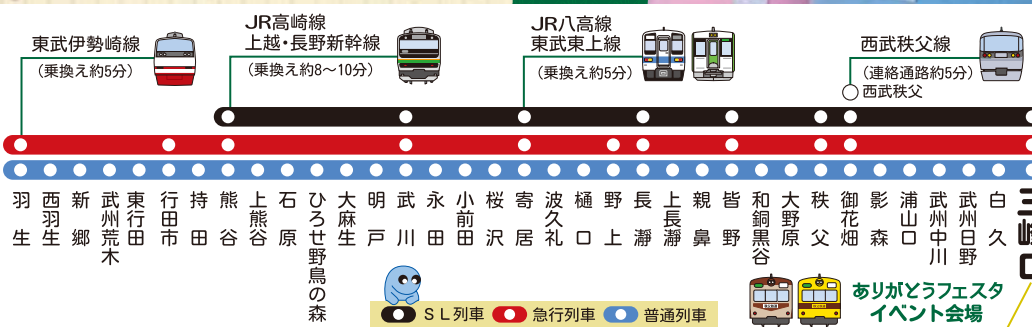 東武伊勢崎線
（乗換え約5分）
JR高崎線
上越・長野新幹線
（乗換え約8〜10分）
JR八高線
東武東上線
（乗換え約5分）
西武秩父線
（連絡通路約5分）
西武秩父
羽生
西羽生
新郷
武州荒木
東行田
行田市
持田
熊谷
上熊谷
石原
ひろせ野鳥の森
大麻生
明戸
武川
永田
小前田
桜沢
寄居
波久礼
樋口
野上
長瀞
上長瀞
親鼻
皆野
和銅黒谷
大野原
秩父
御花畑
影森
浦山口
武州中川
武州日野
白久
三峰口
SL列車
急行列車
普通列車
ありがとうフェスタ
イベント会場